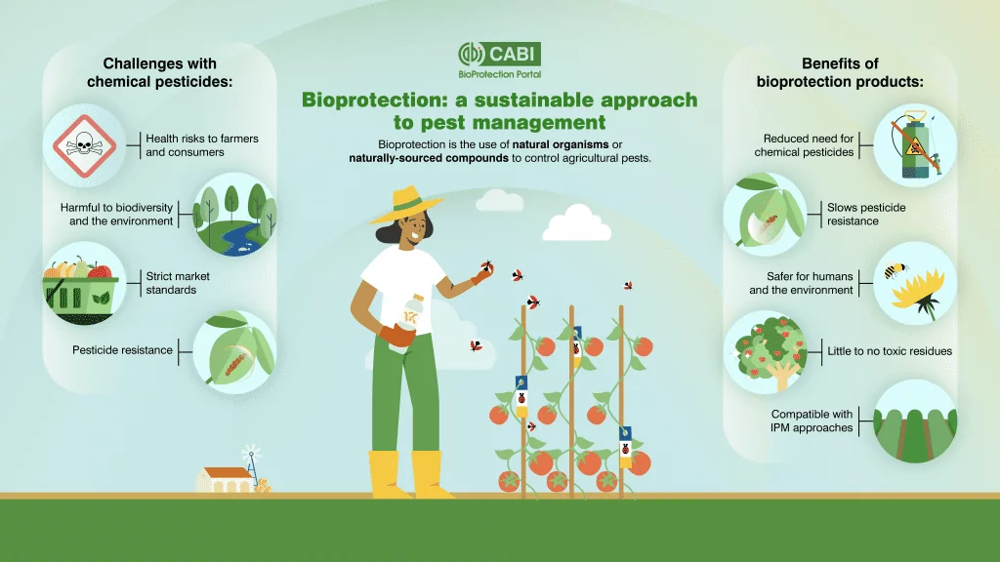 Challenges with
chemical pesticides:
Health risks to farmers
and consumers
Harmful to biodiversity
and the environment
Strict market
standards
Pesticide resistance
CABI
BioProtection Portal
Bioprotection: a sustainable approach
to pest management
Bioprotection is the use of natural organisms or
naturally-sourced compounds to control agricultural pests.
Benefits of
bioprotection products:
Reduced need for
chemical pesticides
Slows pesticide
resistance
Safer for humans
and the environment
Little to no toxic residues
Compatible with
IPM approaches